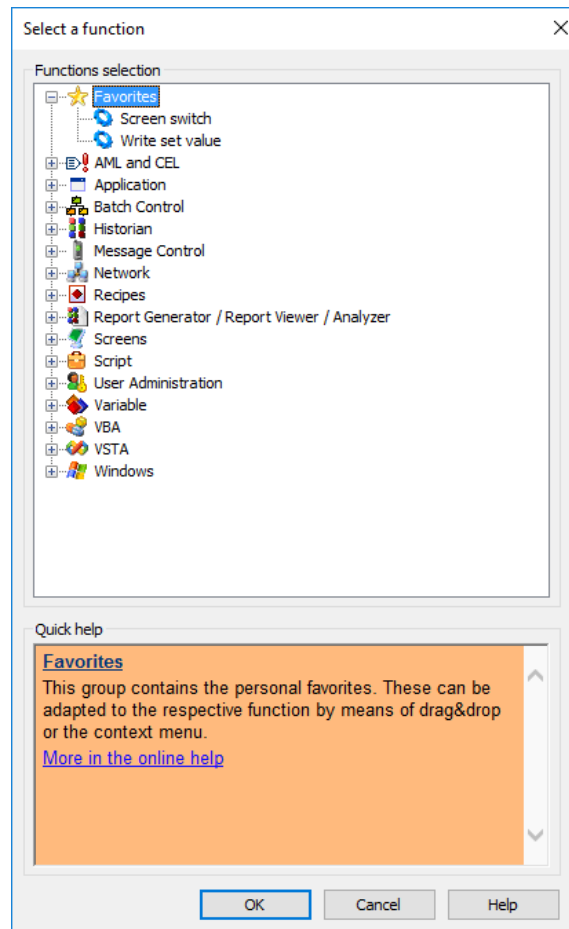 Select a function
Functions selection
Favorites
Screen switch
Write set value
AML and CEL
Application
Batch Control
Historian
Message Control
Network
Recipes
Report Generator / Report Viewer / Analyzer
Screens
Script
User Administration
Variable
VBA
VSTA
Windows
Quick help
Favorites
This group contains the personal favorites. These can be
adapted to the respective function by means of drag&drop
or the context menu.
More in the online help
OK Cancel Help